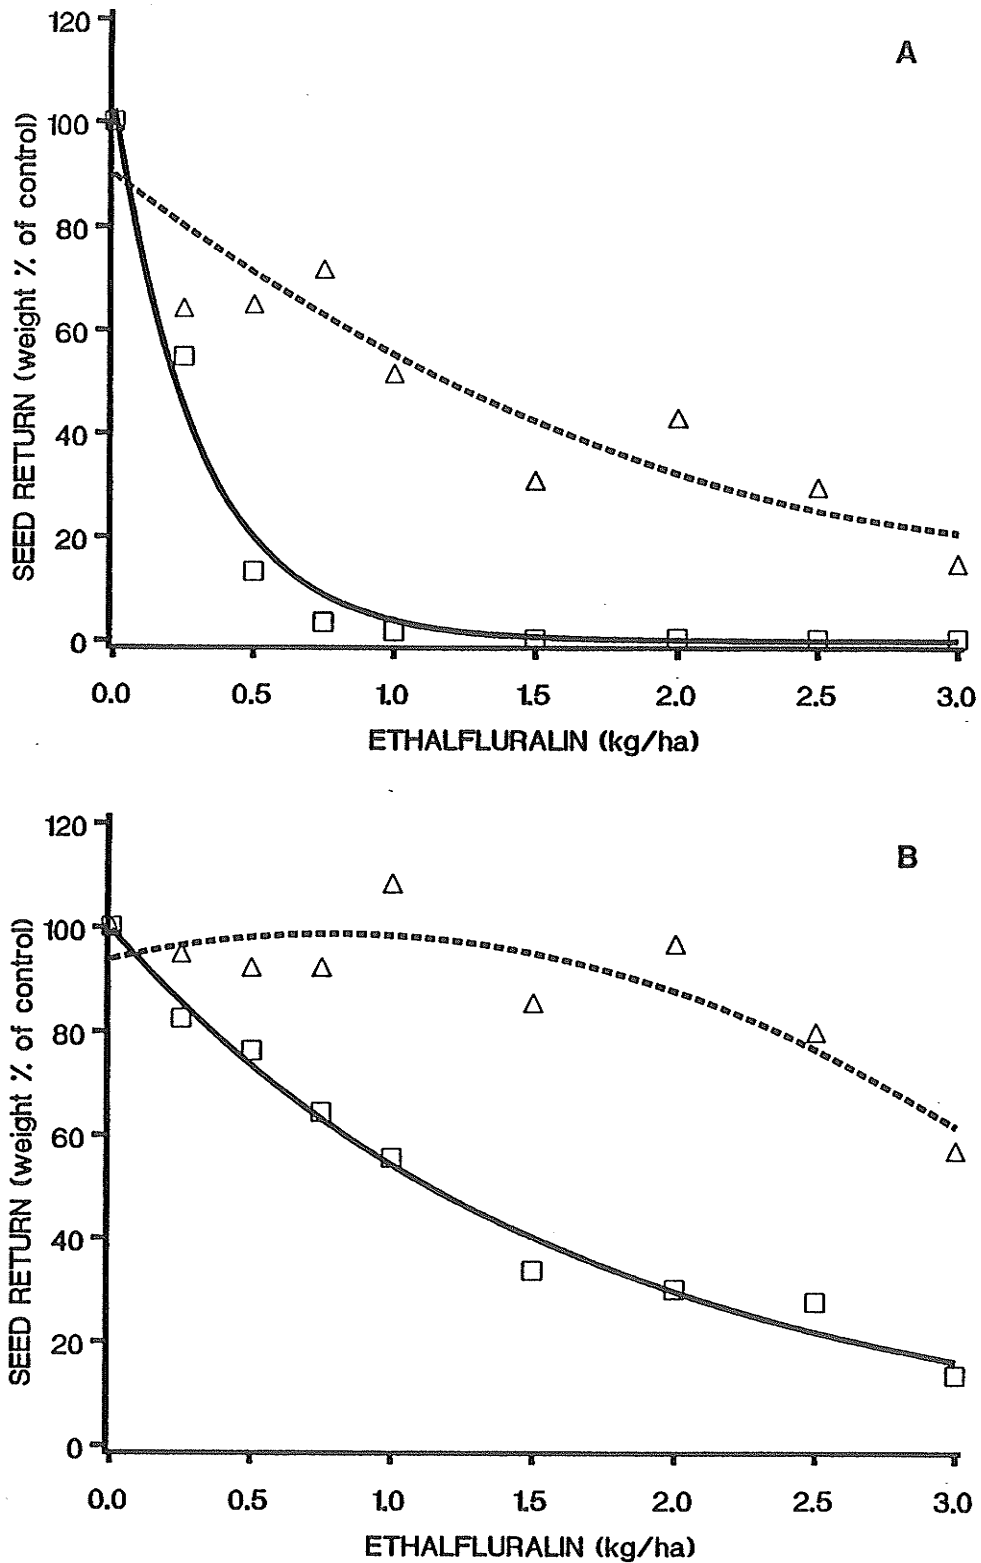 A
SEED RETURN (weight % of control)
120
100
80
60
40
20
0
0.0 0.5 1.0 1.5 2.0 2.5 3.0
ETHALFLURALIN (kg/ha)
B
SEED RETURN (weight % of control)
120
100
80
60
40
20
0
0.0 0.5 1.0 1.5 2.0 2.5 3.0
ETHALFLURALIN (kg/ha)